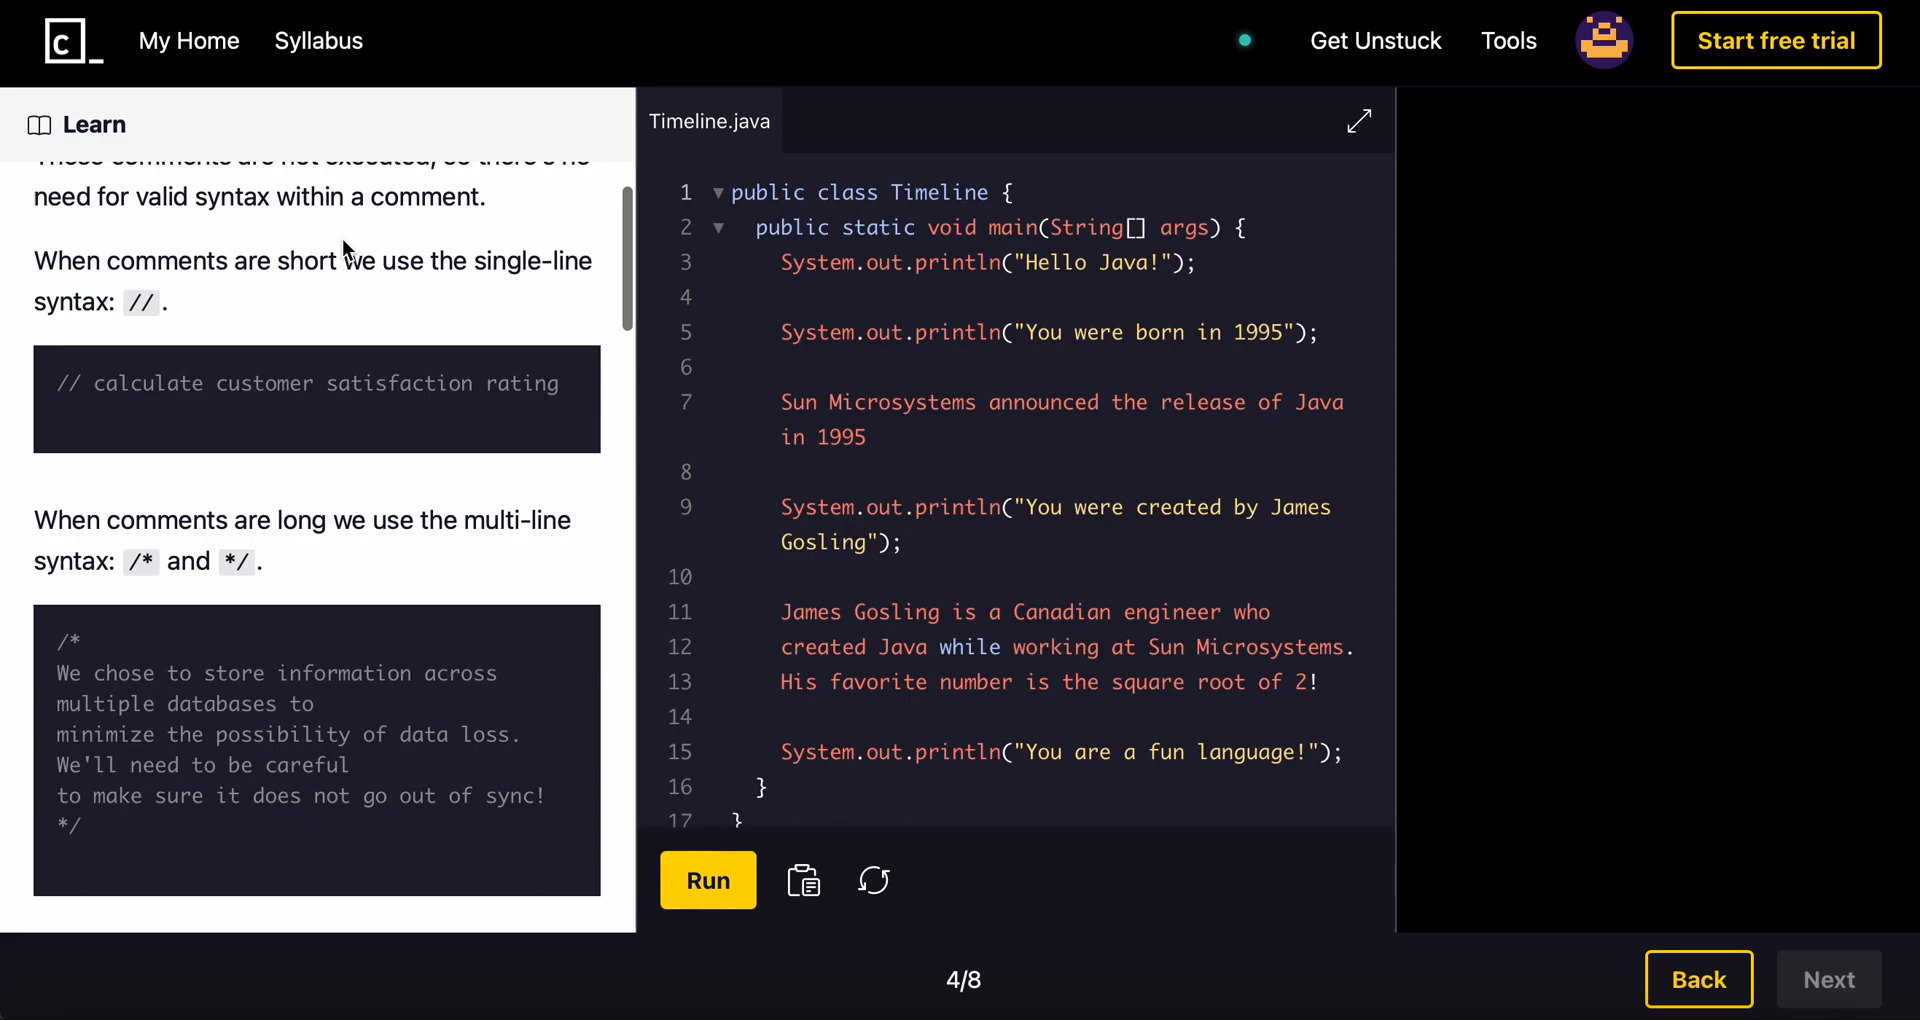 C_ My Home Syllabus Get Unstuck Tools Start free trial
Learn
need for valid syntax within a comment.
When comments are short we use the single-line
syntax: //.
// calculate customer satisfaction rating
When comments are long we use the multi-line
syntax: /* and */.
/*
We chose to store information across
multiple databases to
minimize the possibility of data loss.
We'll need to be careful
to make sure it does not go out of sync!
*/
Timeline.java
1 public class Timeline {
2 public static void main(String[] args) {
3 System.out.println("Hello Java!");
4
5 System.out.println("You were born in 1995");
6
7 Sun Microsystems announced the release of Java
in 1995
8
9 System.out.println("You were created by James
Gosling");
10
11 James Gosling is a Canadian engineer who
12 created Java while working at Sun Microsystems.
13 His favorite number is the square root of 2!
14
15 System.out.println("You are a fun language!");
16 }
17 }
Run
4/8
Back Next